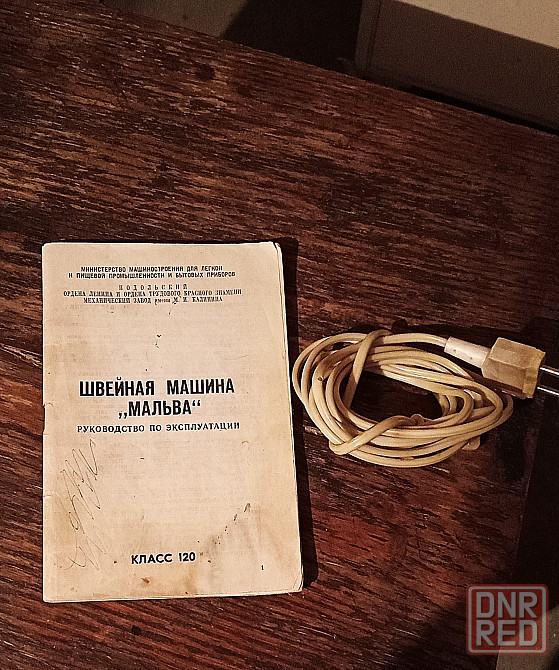 МИНИСТЕРСТВО МАШИНОСТРОЕНИЯ ДЛЯ ЛЕГКОЙ
И ПИЩЕВОЙ ПРОМЫШЛЕННОСТИ И БЫТОВЫХ ПРИБОРОВ
ПОДОЛЬСКИЙ
ОРДЕНА ЛЕНИНА И ОРДЕНА ТРУДОВОГО КРАСНОГО ЗНАМЕНИ
МЕХАНИЧЕСКИЙ ЗАВОД имени М. И. КАЛИНИНА
ШВЕЙНАЯ МАШИНА
„МАЛЬВА“
РУКОВОДСТВО ПО ЭКСПЛУАТАЦИИ
КЛАСС 120
1
DNR
RED